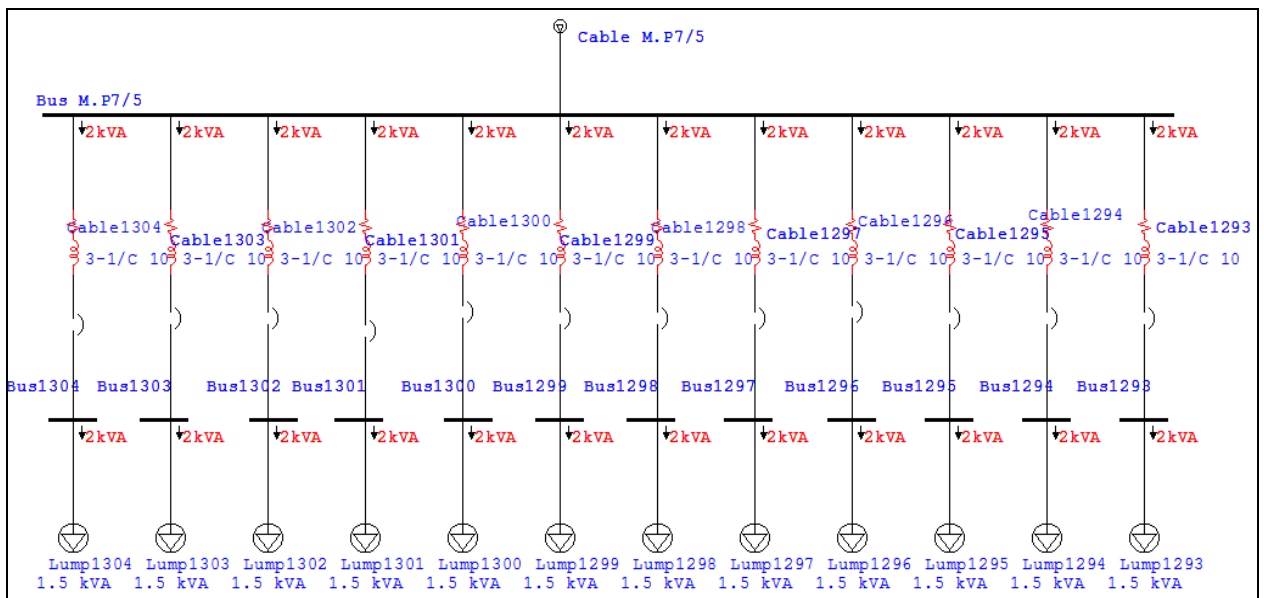 Cable M.P7/5
Bus M.P7/5
2kVA 2kVA 2kVA 2kVA 2kVA 2kVA 2kVA 2kVA 2kVA 2kVA 2kVA 2kVA
Cable1304 Cable1303 Cable1302 Cable1301 Cable1300 Cable1299 Cable1298 Cable1297 Cable1296 Cable1295 Cable1294 Cable1293
3-1/C 10 3-1/C 10 3-1/C 10 3-1/C 10 3-1/C 10 3-1/C 10 3-1/C 10 3-1/C 10 3-1/C 10 3-1/C 10 3-1/C 10 3-1/C 10
Bus1304 Bus1303 Bus1302 Bus1301 Bus1300 Bus1299 Bus1298 Bus1297 Bus1296 Bus1295 Bus1294 Bus1293
2kVA 2kVA 2kVA 2kVA 2kVA 2kVA 2kVA 2kVA 2kVA 2kVA 2kVA 2kVA
Lump1304 Lump1303 Lump1302 Lump1301 Lump1300 Lump1299 Lump1298 Lump1297 Lump1296 Lump1295 Lump1294 Lump1293
1.5 kVA 1.5 kVA 1.5 kVA 1.5 kVA 1.5 kVA 1.5 kVA 1.5 kVA 1.5 kVA 1.5 kVA 1.5 kVA 1.5 kVA 1.5 kVA